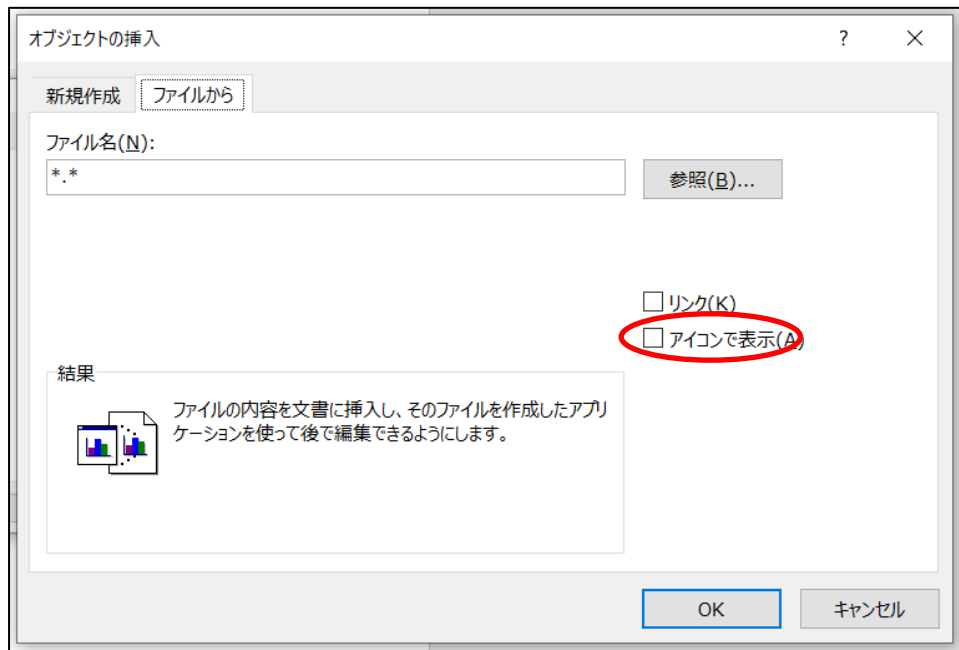 オブジェクトの挿入 ?
新規作成 ファイルから
ファイル名(N):
*.*
参照(B)...
リンク(K)
アイコンで表示(A)
結果
ファイルの内容を文書に挿入し、そのファイルを作成したアプリ
ケーションを使って後で編集できるようにします。
OK キャンセル